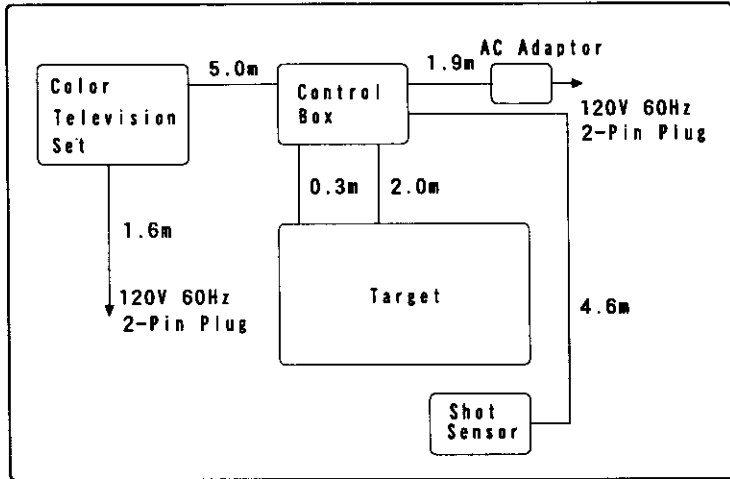 AC Adaptor
5.0m
1.9m
Color
Television
Set
Control
Box
120V 60Hz
2-Pin Plug
0.3m
2.0m
1.6m
120V 60Hz
2-Pin Plug
Target
4.6m
Shot
Sensor